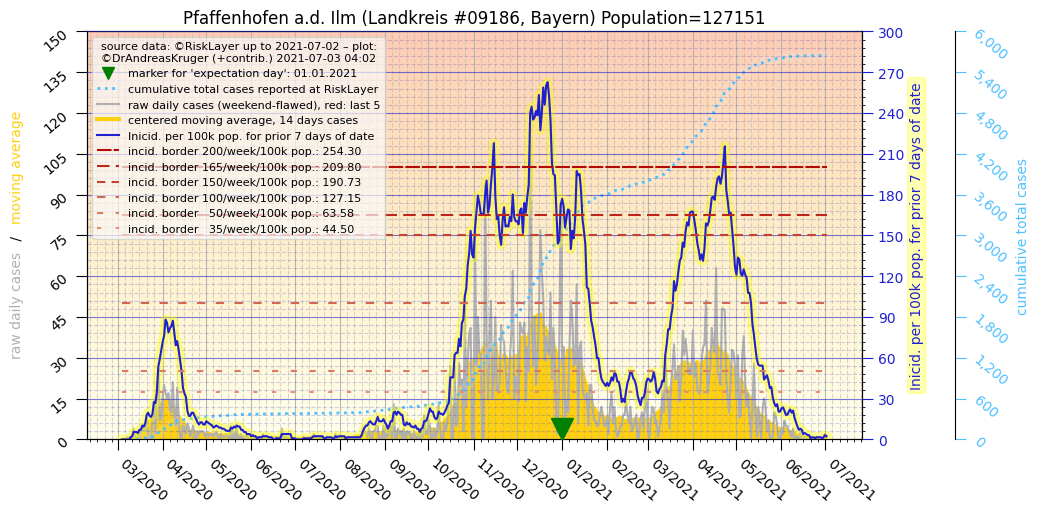 Pfaffenhofen a.d. Ilm (Landkreis #09186, Bayern) Population=127151
source data: ©RiskLayer up to 2021-07-02 – plot:
©DrAndreasKruger (+contrib.) 2021-07-03 04:02
marker for 'expectation day': 01.01.2021
cumulative total cases reported at RiskLayer
raw daily cases (weekend-flawed), red: last 5
centered moving average, 14 days cases
Inicid. per 100k pop. for prior 7 days of date
incid. border 200/week/100k pop.: 254.30
incid. border 165/week/100k pop.: 209.80
incid. border 150/week/100k pop.: 190.73
incid. border 100/week/100k pop.: 127.15
incid. border 50/week/100k pop.: 63.58
incid. border 35/week/100k pop.: 44.50
raw daily cases / moving average
150
135
120
105
90
75
60
45
30
15
0
03/2020
04/2020
05/2020
06/2020
07/2020
08/2020
09/2020
10/2020
11/2020
12/2020
01/2021
02/2021
03/2021
04/2021
05/2021
06/2021
07/2021
300
270
240
210
180
150
120
90
60
30
0
Inicid. per 100k pop. for prior 7 days of date
6,000
5,400
4,800
4,200
3,600
3,000
2,400
1,800
1,200
600
0
cumulative total cases